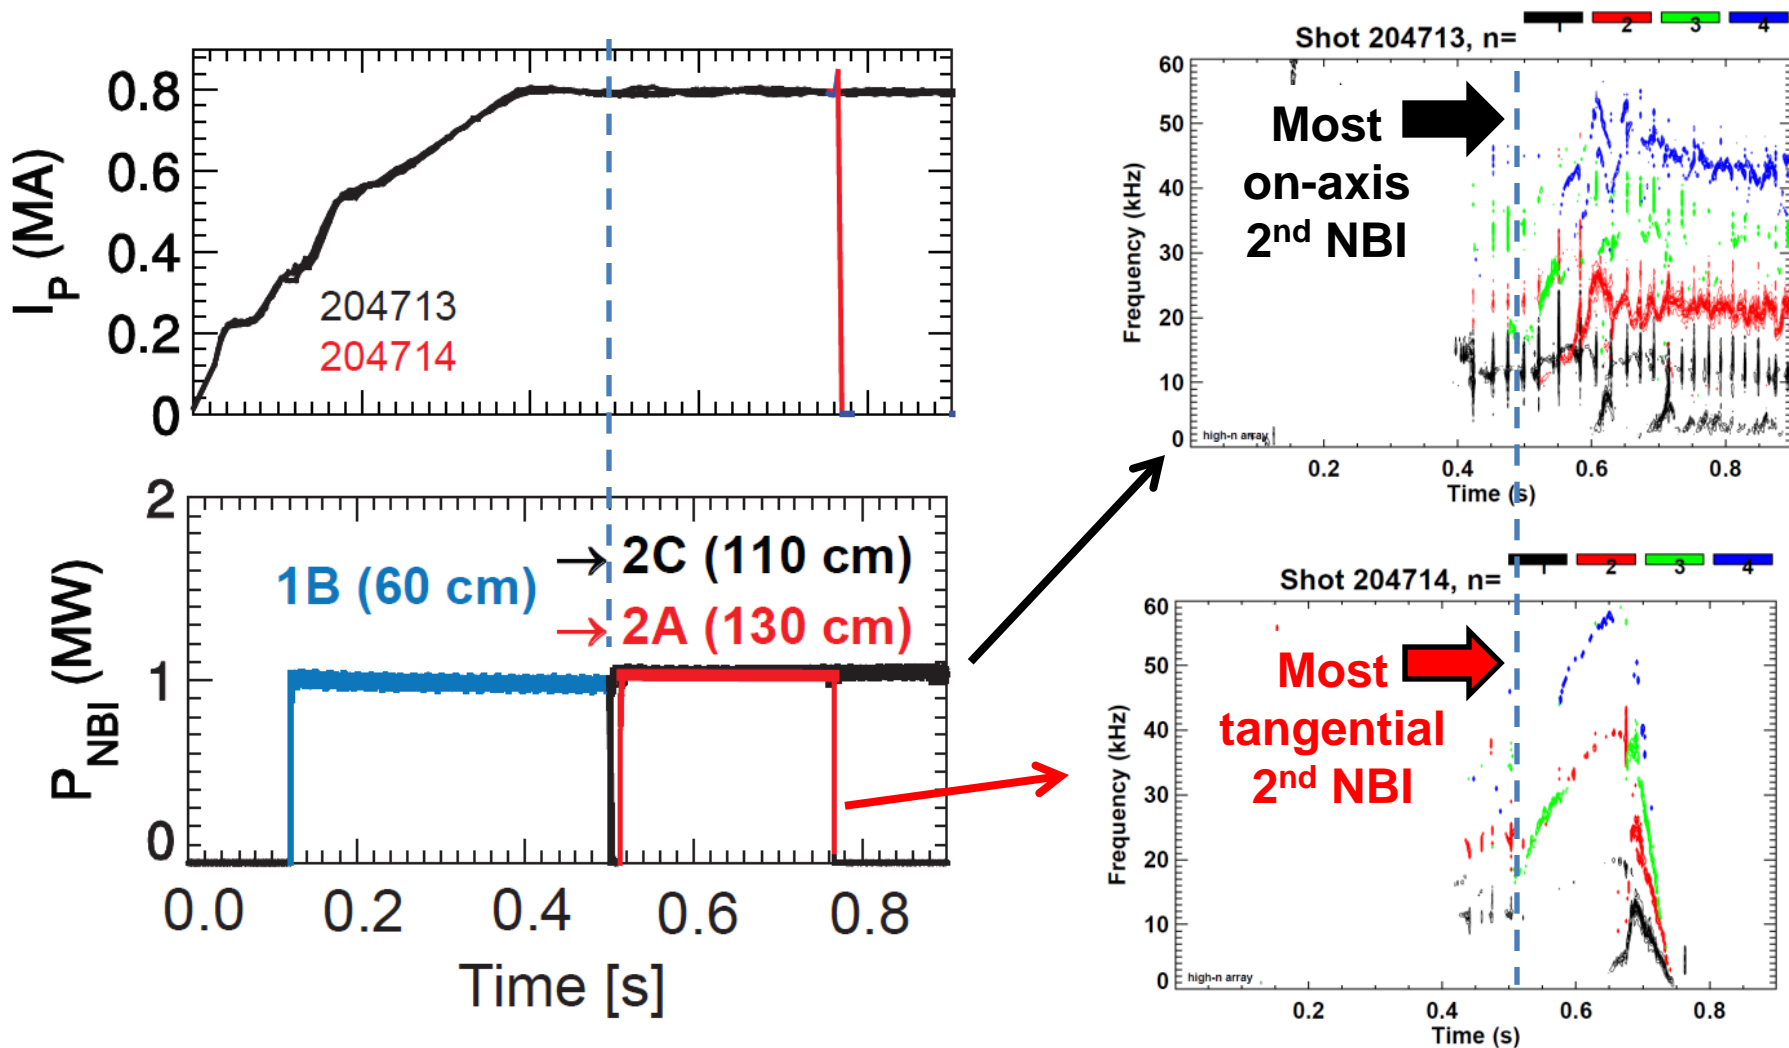 I_P (MA)
0.8
0.6
0.4
0.2
0
204713
204714
P_NBI (MW)
2
1
0
1B (60 cm)
→ 2C (110 cm)
→ 2A (130 cm)
0.0 0.2 0.4 0.6 0.8
Time [s]
1 2 3 4
Shot 204713, n=
Frequency (kHz)
60
50
40
30
20
10
0
Most
on-axis
2nd NBI
high-n array
0.2 0.4 0.6 0.8
Time (s)
1 2 3 4
Shot 204714, n=
Frequency (kHz)
60
50
40
30
20
10
0
Most
tangential
2nd NBI
high-n array
0.2 0.4 0.6 0.8
Time (s)